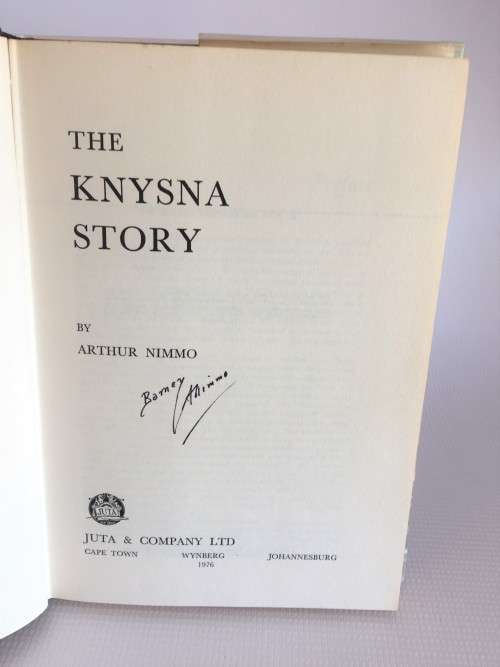 THE
KNYSNA
STORY
BY
ARTHUR NIMMO
Barney Nimmo
JUTA
JUTA & COMPANY LTD
CAPE TOWN WYNBERG JOHANNESBURG
1976